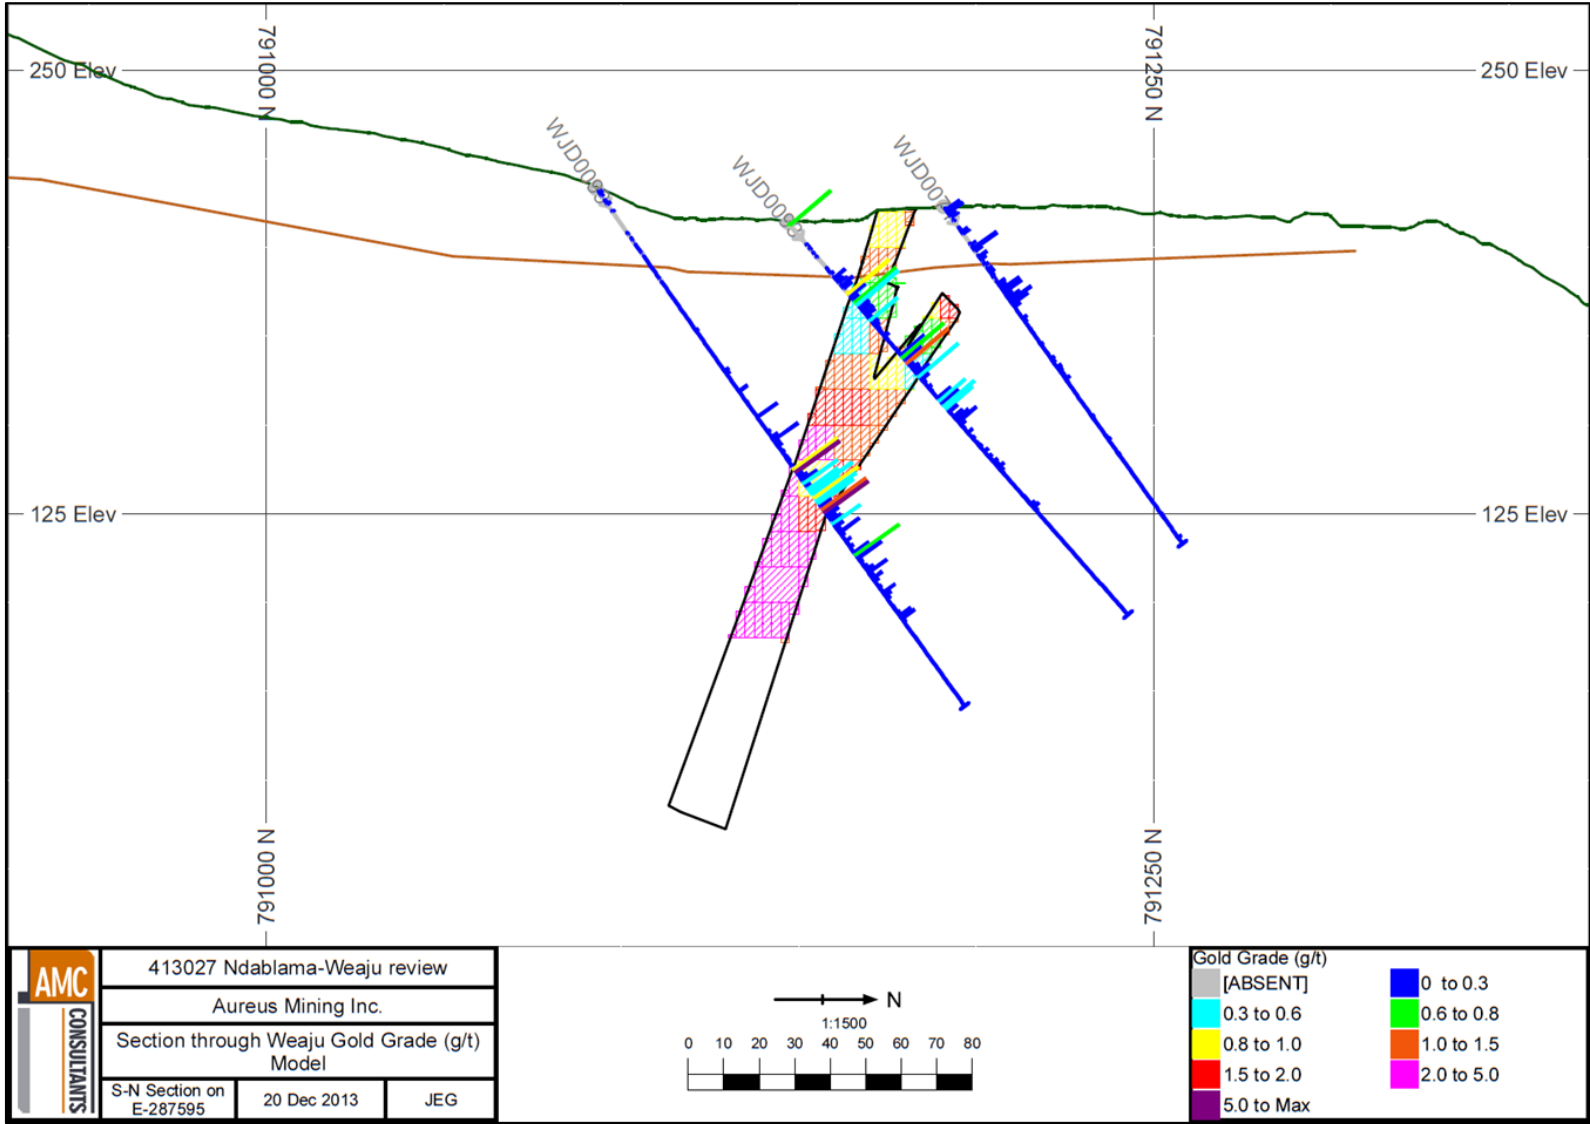 791000 N
791250 N
250 Elev
250 Elev
WJD0093
WJD007
125 Elev
125 Elev
791000 N
791250 N
AMC
CONSULTANTS
413027 Ndablama-Weaju review
Aureus Mining Inc.
Section through Weaju Gold Grade (g/t)
Model
S-N Section on
E-287595
20 Dec 2013
JEG
N
1:1500
0 10 20 30 40 50 60 70 80
Gold Grade (g/t)
[ABSENT]
0 to 0.3
0.3 to 0.6
0.6 to 0.8
0.8 to 1.0
1.0 to 1.5
1.5 to 2.0
2.0 to 5.0
5.0 to Max